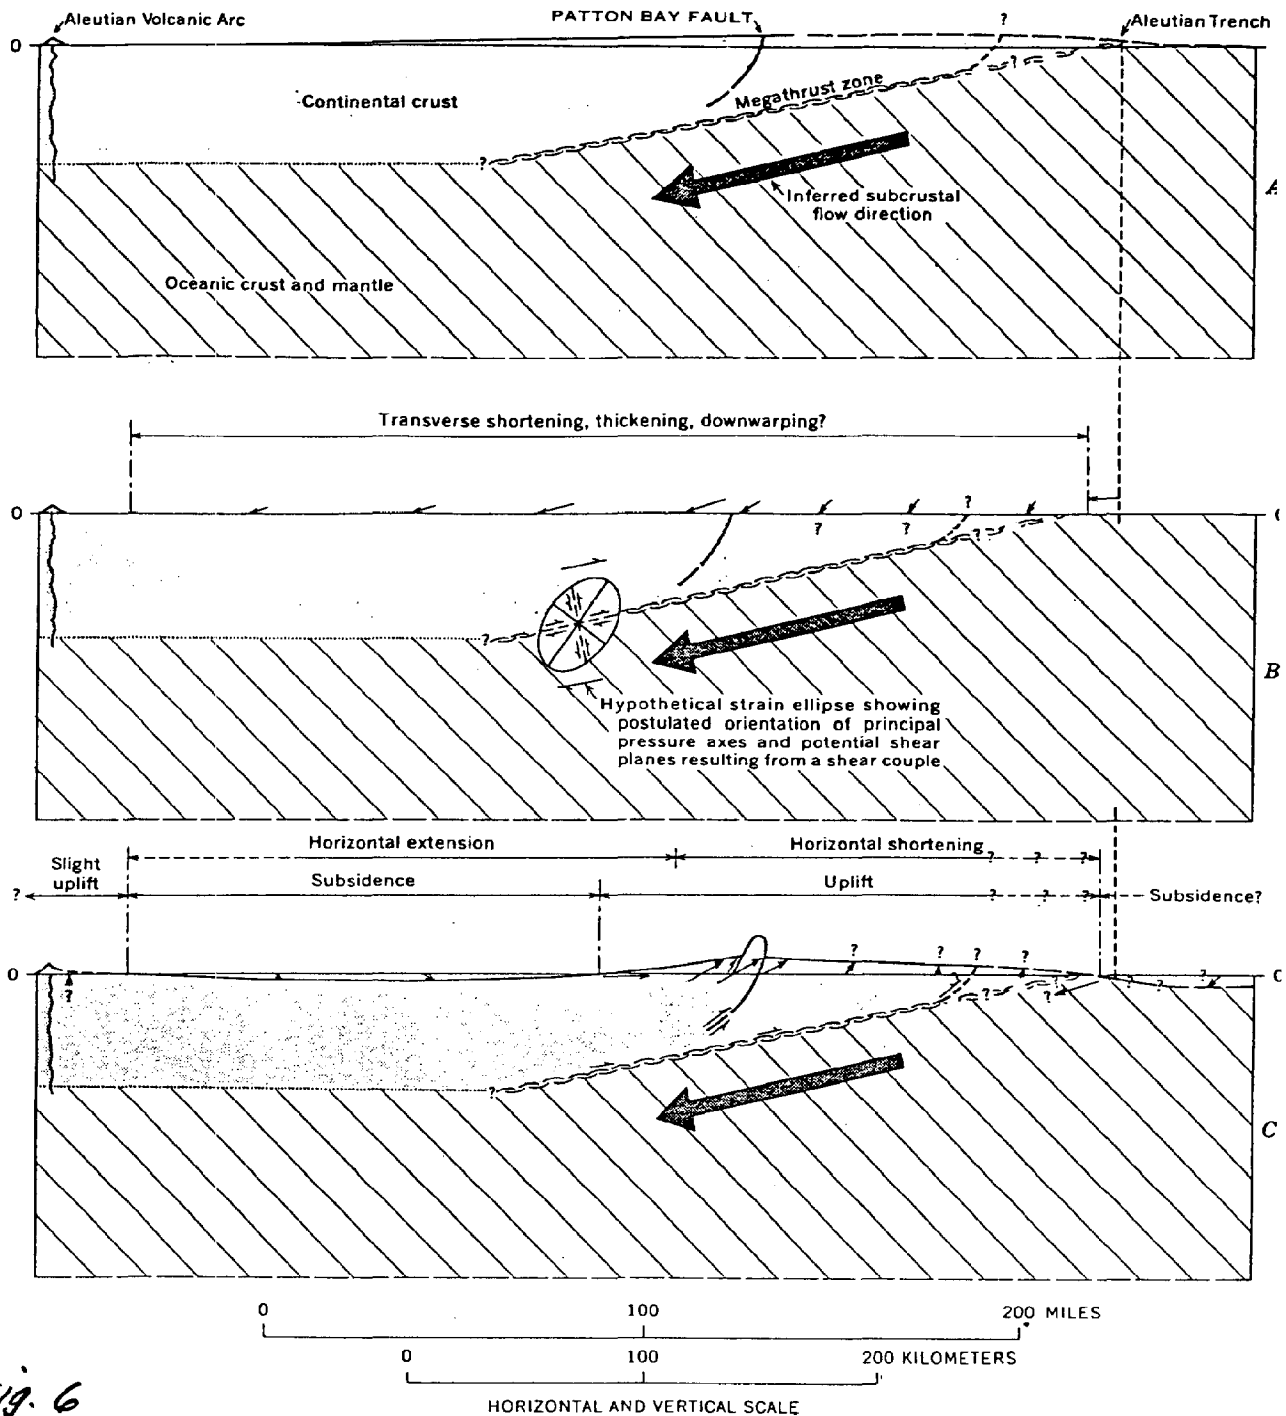 Aleutian Volcanic Arc
PATTON BAY FAULT
?
Aleutian Trench
0
Continental crust
Megathrust zone
?
?
Inferred subcrustal
flow direction
A
Oceanic crust and mantle
Transverse shortening, thickening, downwarping?
0
?
?
?
?
?
Hypothetical strain ellipse showing
postulated orientation of principal
pressure axes and potential shear
planes resulting from a shear couple
B
Horizontal extension
Horizontal shortening ? ? ?
Slight
uplift
?
Subsidence
Uplift
? ? ?
Subsidence?
0
?
? ? ? ? ?
?
?
?
?
C
0 100 200 MILES
0 100 200 KILOMETERS
HORIZONTAL AND VERTICAL SCALE